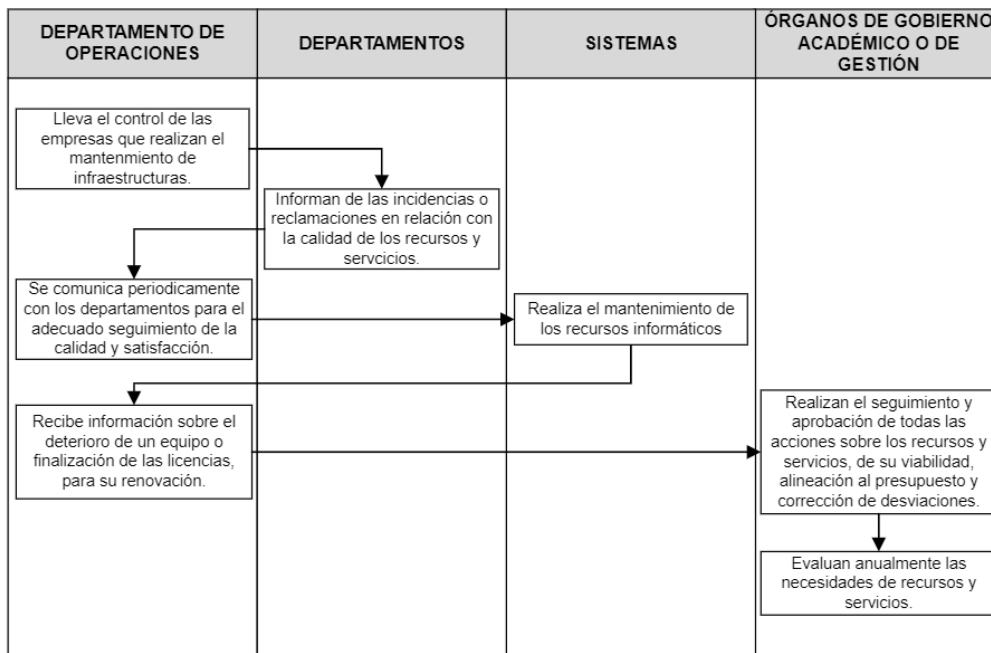 DEPARTAMENTO DE
OPERACIONES
DEPARTAMENTOS
SISTEMAS
ÓRGANOS DE GOBIERNO
ACADÉMICO O DE
GESTIÓN
Lleva el control de las
empresas que realizan el
mantenmiento de
infraestructuras.
Informan de las incidencias o
reclamaciones en relación con
la calidad de los recursos y
servcicios.
Se comunica periodicamente
con los departamentos para el
adecuado seguimiento de la
calidad y satisfacción.
Realiza el mantenimiento de
los recursos informáticos
Recibe información sobre el
deterioro de un equipo o
finalización de las licencias,
para su renovación.
Realizan el seguimiento y
aprobación de todas las
acciones sobre los recursos y
servicios, de su viabilidad,
alineación al presupuesto y
corrección de desviaciones.
Evaluan anualmente las
necesidades de recursos y
servicios.